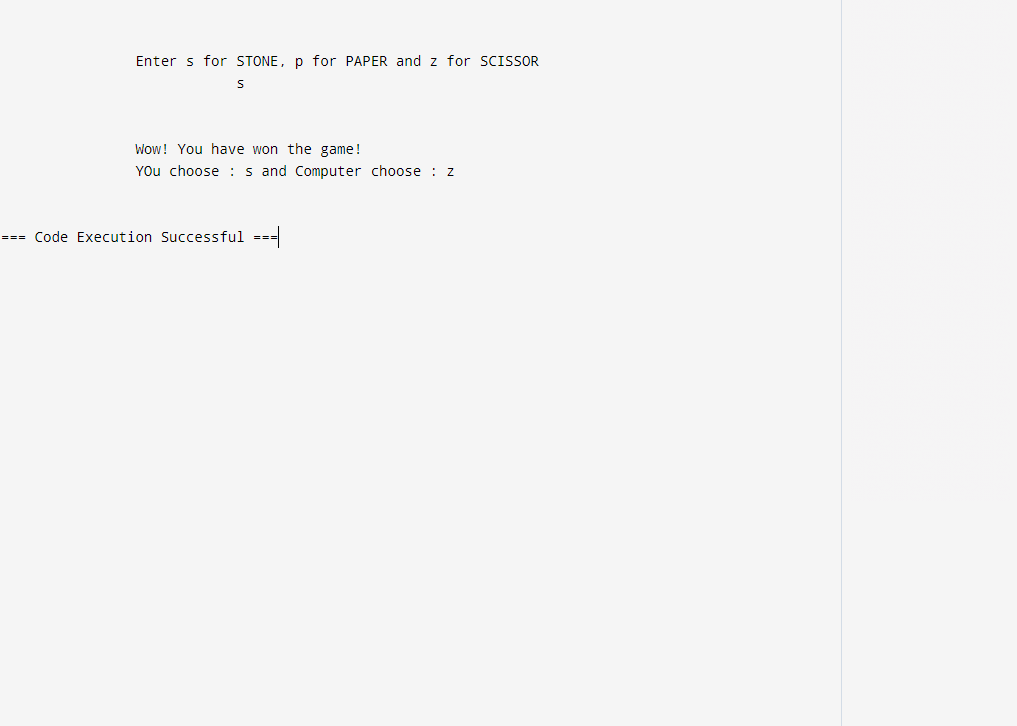 Enter s for STONE, p for PAPER and z for SCISSOR
s
Wow! You have won the game!
YOu choose : s and Computer choose : z
=== Code Execution Successful ===